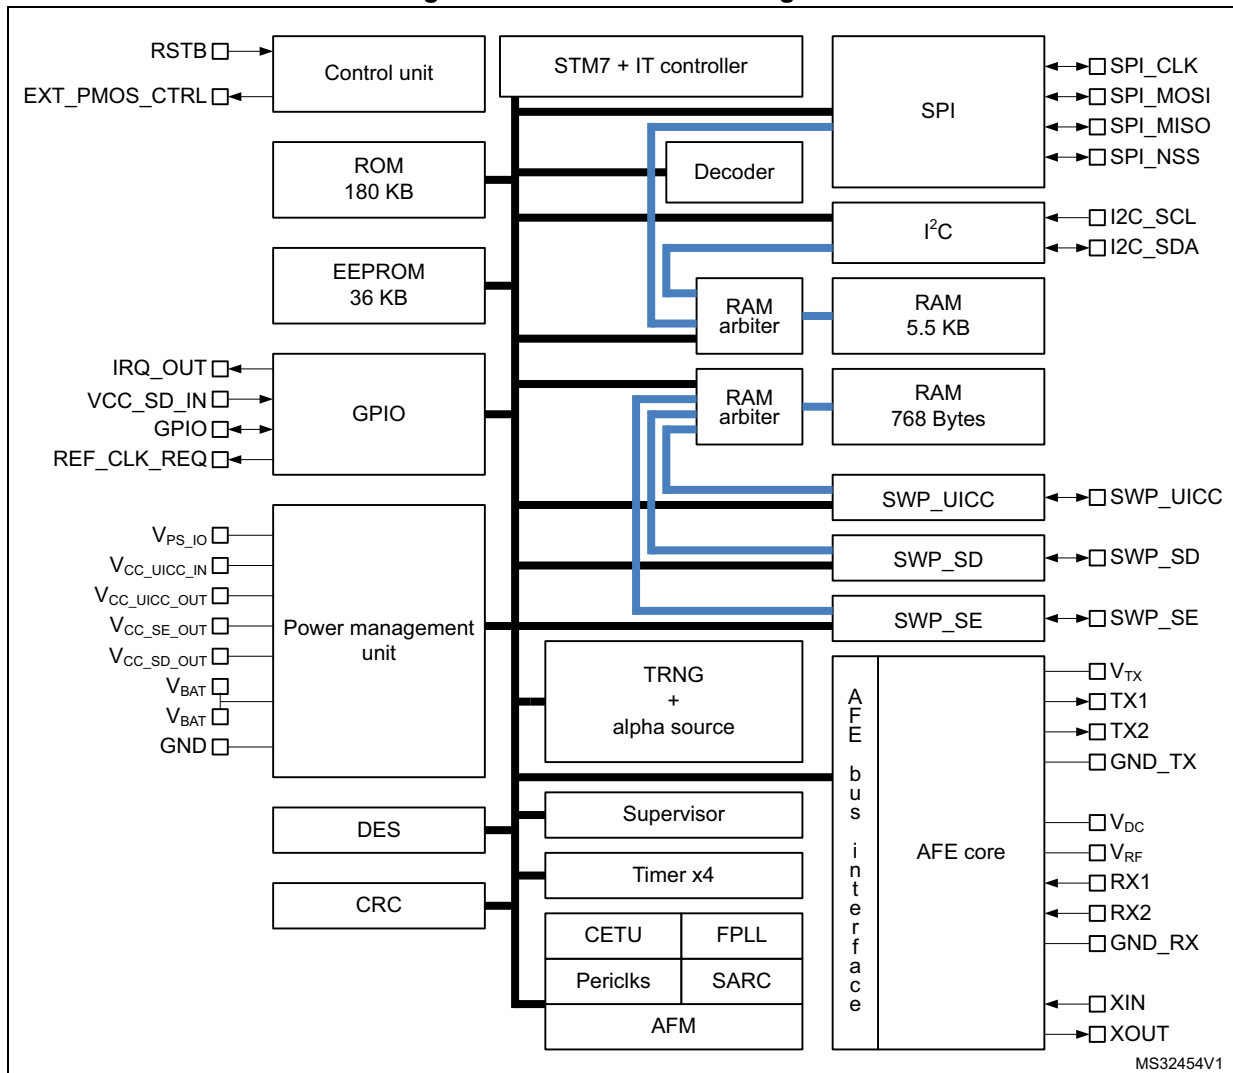 RSTB
EXT_PMOS_CTRL
Control unit
STM7 + IT controller
SPI
SPI_CLK
SPI_MOSI
SPI_MISO
SPI_NSS
ROM
180 KB
Decoder
I²C
I2C_SCL
I2C_SDA
EEPROM
36 KB
RAM
arbiter
RAM
5.5 KB
IRQ_OUT
VCC_SD_IN
GPIO
REF_CLK_REQ
GPIO
RAM
arbiter
RAM
768 Bytes
SWP_UICC
SWP_UICC
SWP_SD
SWP_SD
SWP_SE
SWP_SE
VPS_IO
VCC_UICC_IN
VCC_UICC_OUT
VCC_SE_OUT
VCC_SD_OUT
VBAT
VBAT
GND
Power management
unit
TRNG
+
alpha source
AFE bus interface
AFE core
VTX
TX1
TX2
GND_TX
VDC
VRF
RX1
RX2
GND_RX
XIN
XOUT
DES
CRC
Supervisor
Timer x4
CETU
FPLL
Periclks
SARC
AFM
MS32454V1